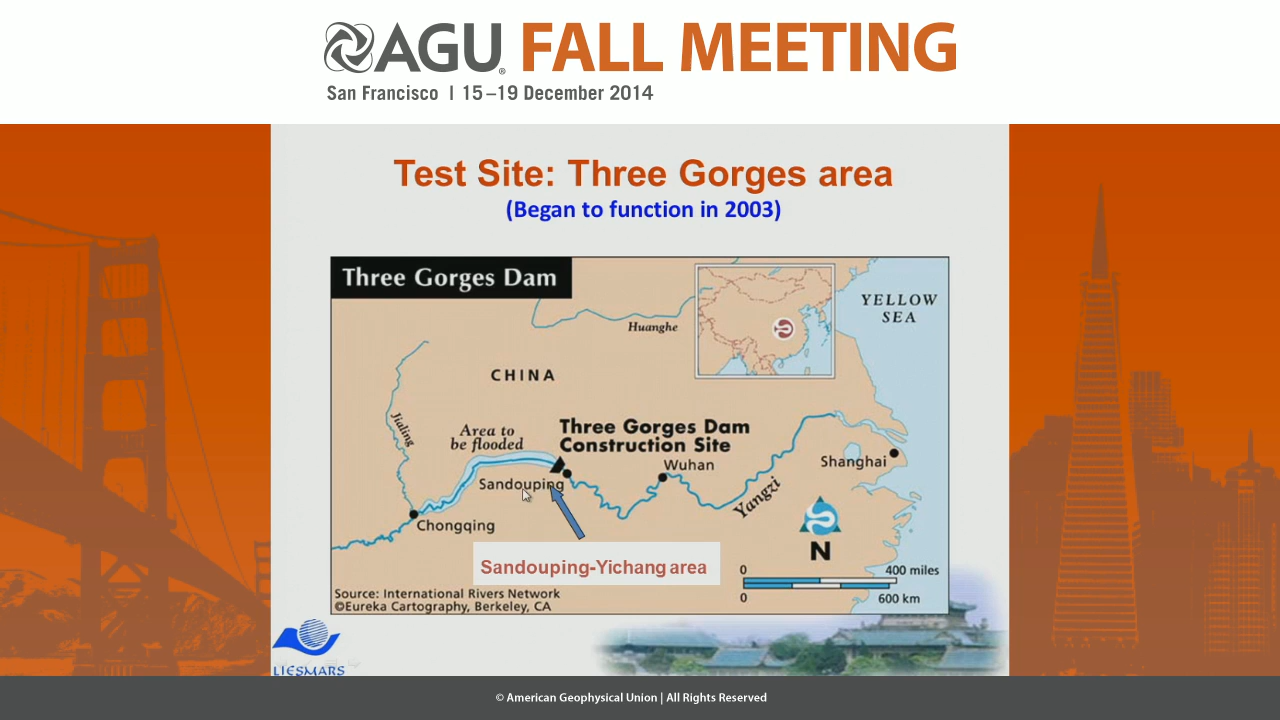 AGU® FALL MEETING
San Francisco | 15–19 December 2014
Test Site: Three Gorges area
(Began to function in 2003)
Three Gorges Dam
YELLOW
SEA
Huanghe
CHINA
Jialing
Area to
be flooded
Three Gorges Dam
Construction Site
Wuhan
Shanghai
Sandouping
Yangzi
Chongqing
N
Sandouping-Yichang area
0 400 miles
0 600 km
Source: International Rivers Network
©Eureka Cartography, Berkeley, CA
LIESMARS
© American Geophysical Union | All Rights Reserved